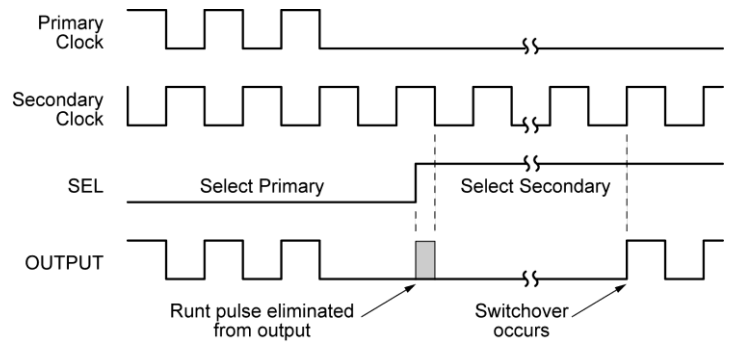 Primary
Clock
Secondary
Clock
SEL
Select Primary
Select Secondary
OUTPUT
Runt pulse eliminated
from output
Switchover
occurs